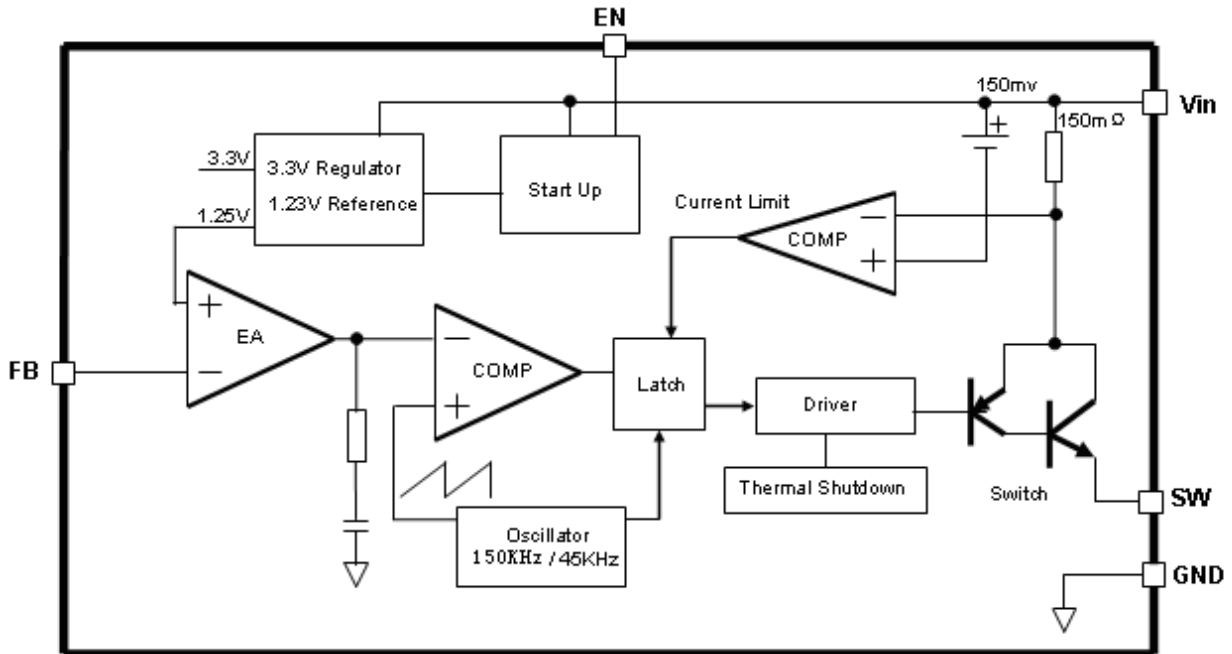 EN
150mv
Vin
150mΩ
+
3.3V
3.3V Regulator
1.23V Reference
Start Up
1.25V
Current Limit
COMP
−
+
+
EA
−
FB
−
COMP
+
Latch
Driver
Thermal Shutdown
Switch
SW
Oscillator
150KHz /45KHz
GND